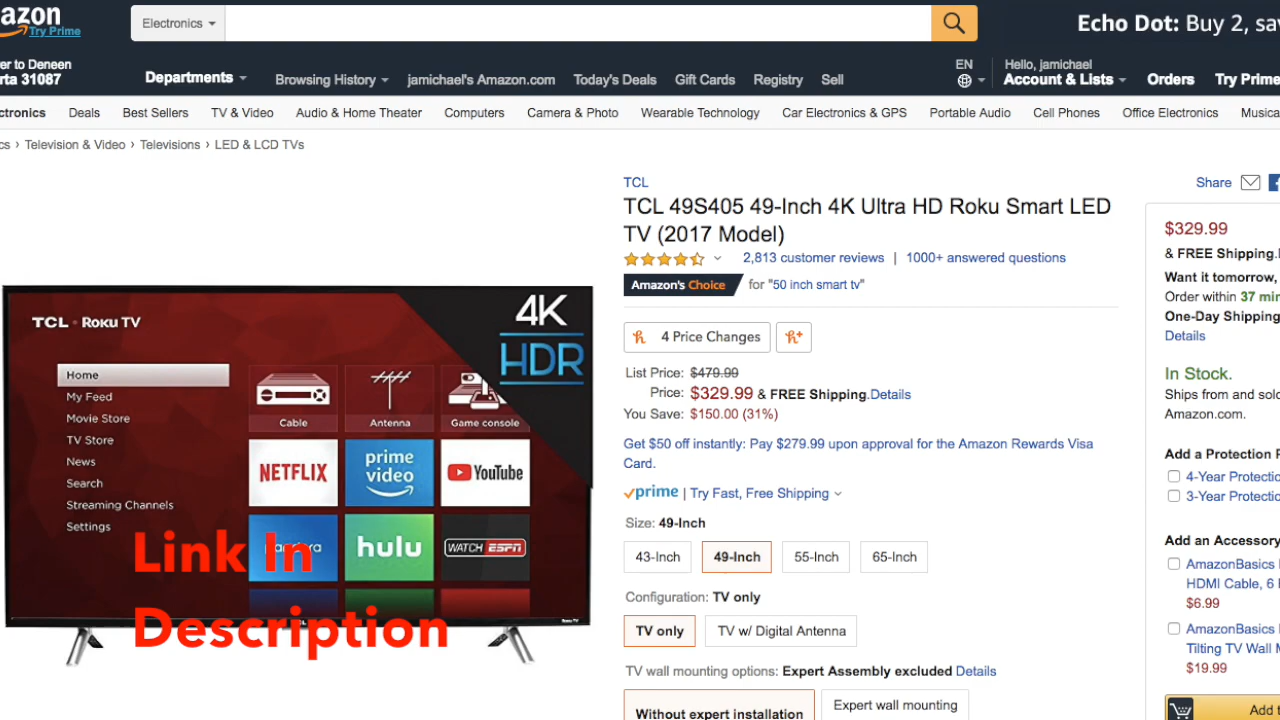 azon
Try Prime
Electronics
Echo Dot: Buy 2, sa
er to Deneen
rta 31087
Departments
Browsing History
jamichael's Amazon.com
Today's Deals
Gift Cards
Registry
Sell
EN
Hello, jamichael
Account & Lists
Orders
Try Prime
ctronics
Deals
Best Sellers
TV & Video
Audio & Home Theater
Computers
Camera & Photo
Wearable Technology
Car Electronics & GPS
Portable Audio
Cell Phones
Office Electronics
Musica
cs › Television & Video › Televisions › LED & LCD TVs
TCL
TCL 49S405 49-Inch 4K Ultra HD Roku Smart LED
TV (2017 Model)
2,813 customer reviews | 1000+ answered questions
Amazon's Choice for "50 inch smart tv"
4 Price Changes
List Price: $479.99
Price: $329.99 & FREE Shipping. Details
You Save: $150.00 (31%)
Get $50 off instantly: Pay $279.99 upon approval for the Amazon Rewards Visa
Card.
prime | Try Fast, Free Shipping
Size: 49-Inch
43-Inch
49-Inch
55-Inch
65-Inch
Configuration: TV only
TV only
TV w/ Digital Antenna
TV wall mounting options: Expert Assembly excluded Details
Without expert installation
Expert wall mounting
TCL • Roku TV
4K
HDR
Home
My Feed
Movie Store
TV Store
News
Search
Streaming Channels
Settings
Cable
Antenna
Game console
NETFLIX
prime
video
YouTube
hulu
WATCH ESPN
TCL
Roku TV
Link In
Description
Share
$329.99
& FREE Shipping.
Want it tomorrow,
Order within 37 min
One-Day Shipping
Details
In Stock.
Ships from and sold
Amazon.com.
Add a Protection P
4-Year Protectio
3-Year Protectio
Add an Accessory
AmazonBasics
HDMI Cable, 6
$6.99
AmazonBasics
Tilting TV Wall M
$19.99
Add t